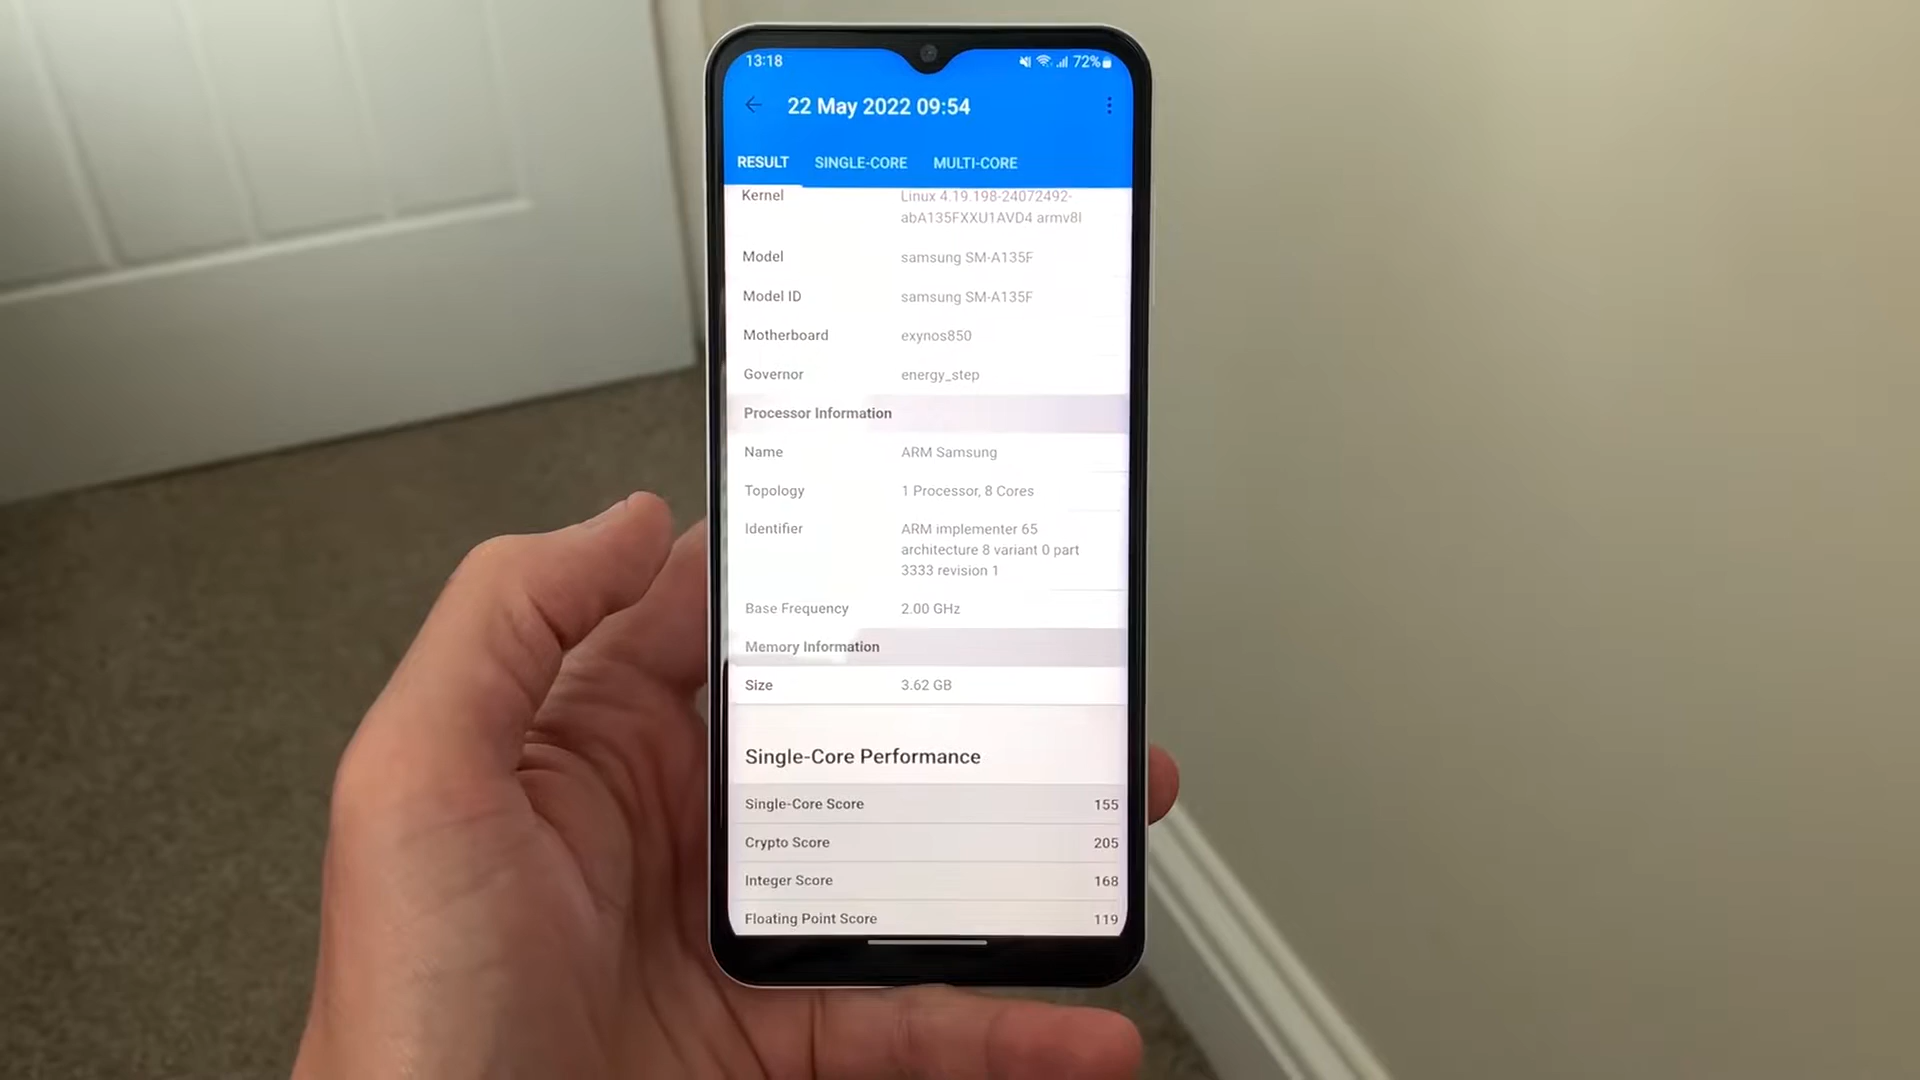 13:18 72%
22 May 2022 09:54
RESULT SINGLE-CORE MULTI-CORE
Kernel Linux 4.19.198-24072492-
abA135FXXU1AVD4 armv8l
Model samsung SM-A135F
Model ID samsung SM-A135F
Motherboard exynos850
Governor energy_step
Processor Information
Name ARM Samsung
Topology 1 Processor, 8 Cores
Identifier ARM implementer 65
architecture 8 variant 0 part
3333 revision 1
Base Frequency 2.00 GHz
Memory Information
Size 3.62 GB
Single-Core Performance
Single-Core Score 155
Crypto Score 205
Integer Score 168
Floating Point Score 119